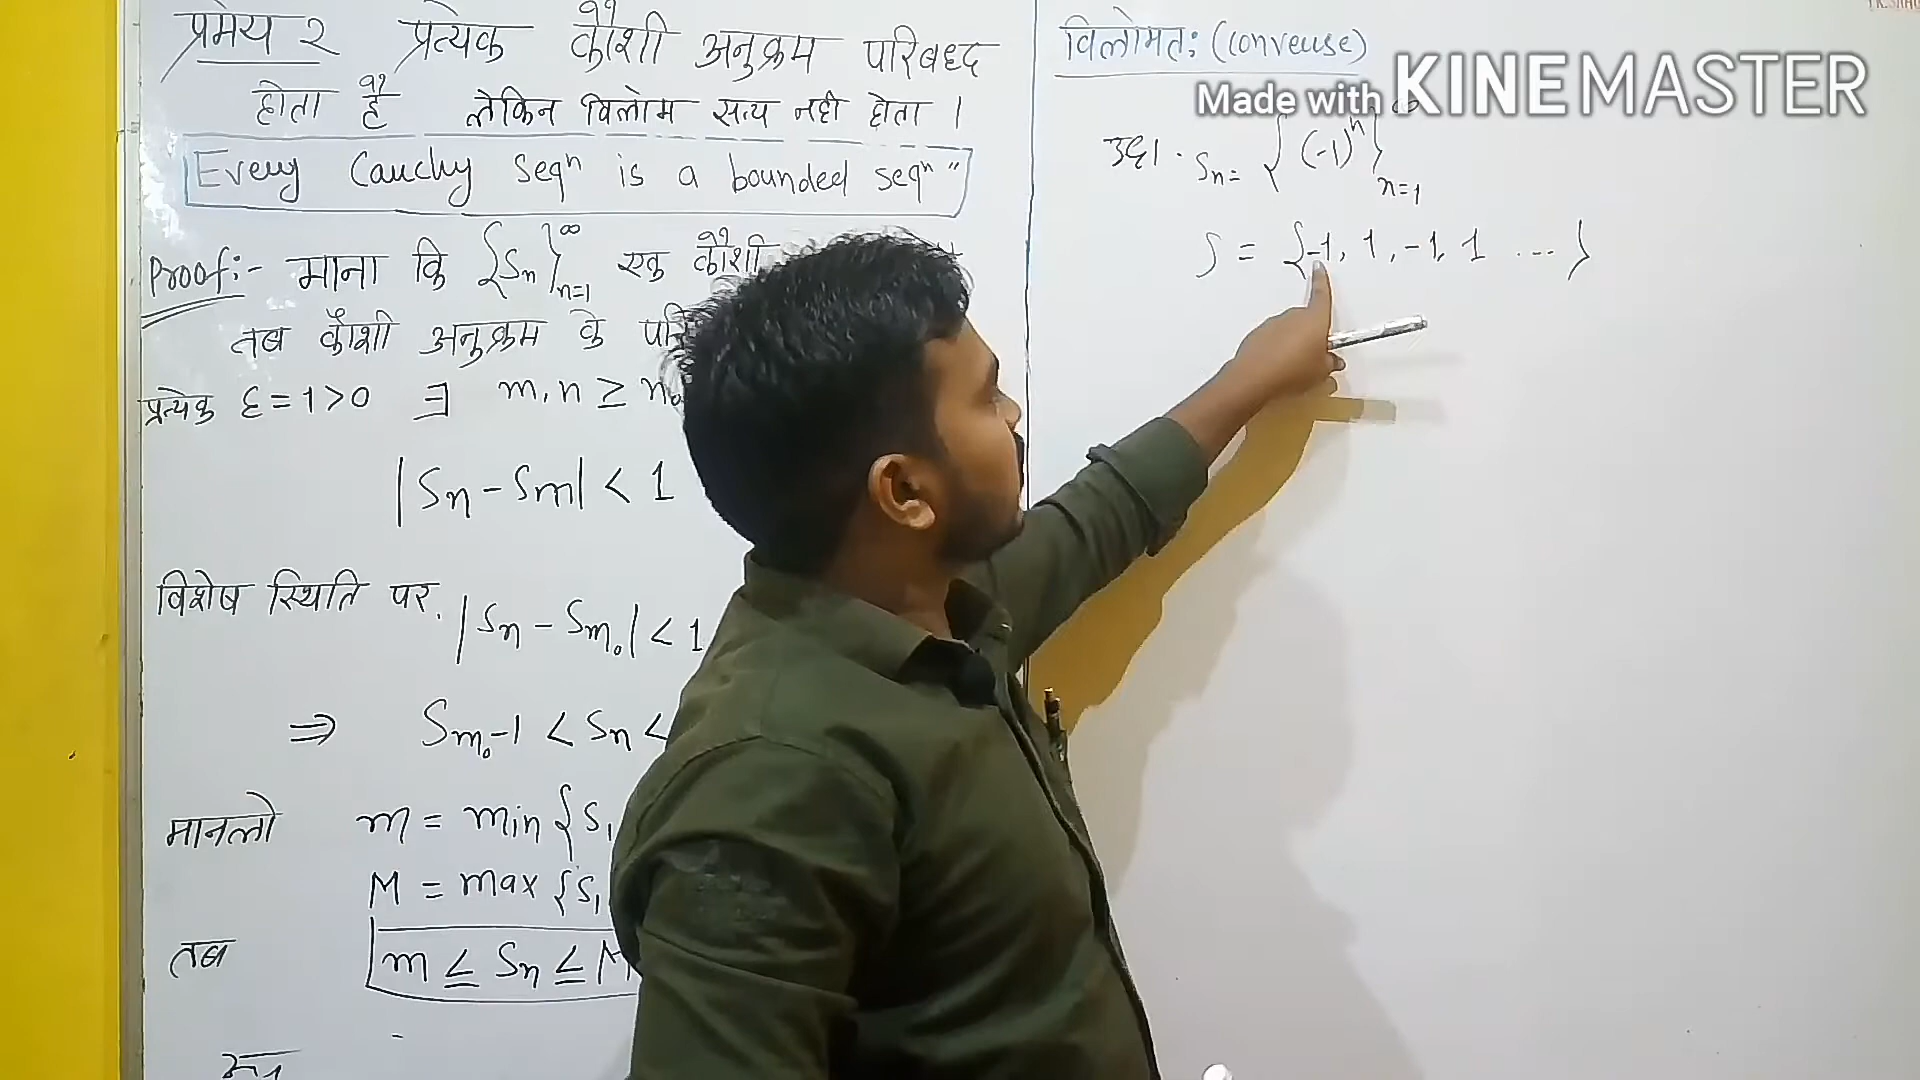 प्रमेय २ प्रत्येक कौशी अनुक्रम परिबध्द
होता है लेकिन विलोम सत्य नही होता ।
Every Cauchy seqⁿ is a bounded seqⁿ "
Proof:- माना कि {Sn}∞n=1 एक कौशी
तब कौशी अनुक्रम के
प्रत्येक ε = 1 > 0 ∃ m, n ≥ n₀
|Sn - Sm| < 1
विशेष स्थिति पर, |Sn - Sm₀| < 1
⇒ Sm₀-1 < Sn <
मानलो m = min {S₁
M = max {S₁
तब m ≤ Sn ≤ M
विलोमतः (converse)
Made with KINEMASTER
उदा. Sn = {(-1)ⁿ}∞n=1
S = {-1, 1, -1, 1 ... }